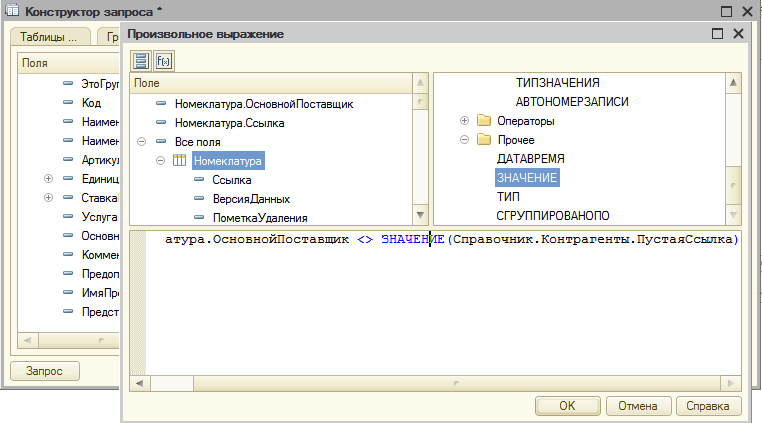 Конструктор запроса *
Таблицы ...
Гр
Поля
ЭтоГруп
Код
Наимен
Наимен
Артику
Единиц
Ставка
Услуга
Основн
Коммен
Предоп
ИмяПре
Предст
Запрос
Произвольное выражение
f(x)
Поле
Номеклатура.ОсновнойПоставщик
Номеклатура.Ссылка
Все поля
Номеклатура
Ссылка
ВерсияДанных
ПометкаУдаления
ТИПЗНАЧЕНИЯ
АВТОНОМЕРЗАПИСИ
Операторы
Прочее
ДАТАВРЕМЯ
ЗНАЧЕНИЕ
ТИП
СГРУППИРОВАНОПО
атура.ОсновнойПоставщик <> ЗНАЧЕНИЕ(Справочник.Контрагенты.ПустаяСсылка)
OK
Отмена
Справка